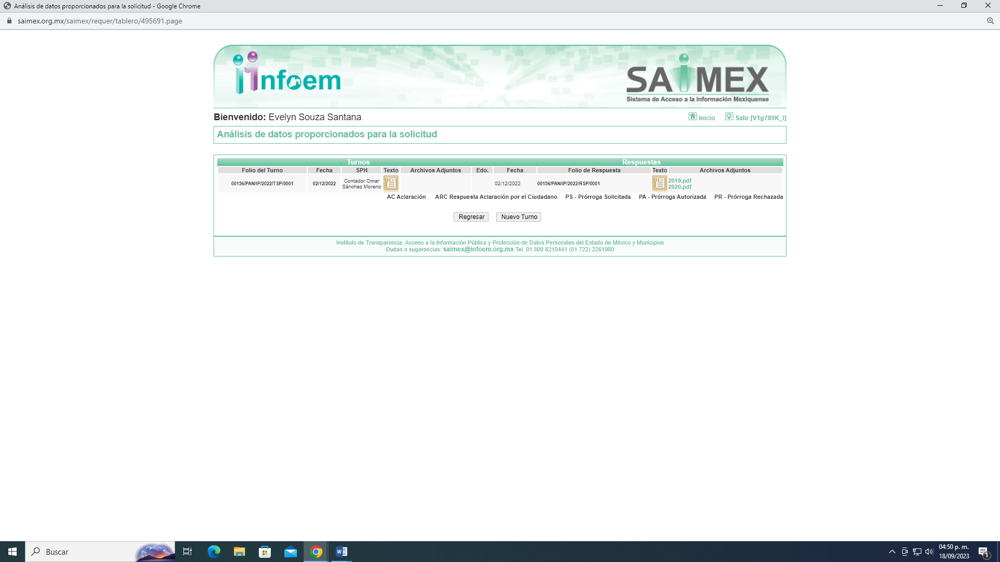 Análisis de datos proporcionados para la solicitud - Google Chrome
saimex.org.mx/saimex/requer/tablero/495691.page
infoem
SAIMEX
Sistema de Acceso a la Información Mexiquense
Bienvenido: Evelyn Souza Santana
Inicio Salir [V1g789K_I]
Análisis de datos proporcionados para la solicitud
Turnos Respuestas
Folio del Turno Fecha SPH Texto Archivos Adjuntos Edo. Fecha Folio de Respuesta Texto Archivos Adjuntos
00156/PAN/IP/2022/TSP/0001 02/12/2022 Contador Omar Sánchez Moreno 02/12/2022 00156/PAN/IP/2022/RSP/0001 2019.pdf
2020.pdf
AC Aclaración ARC Respuesta Aclaración por el Ciudadano PS - Prórroga Solicitada PA - Prórroga Autorizada PR - Prórroga Rechazada
Regresar Nuevo Turno
Instituto de Transparencia, Acceso a la Información Pública y Protección de Datos Personales del Estado de México y Municipios
Dudas o sugerencias: saimex@infoem.org.mx Tel. 01 800 8210441 (01 722) 2261980
Buscar
04:50 p. m.
18/09/2023
1